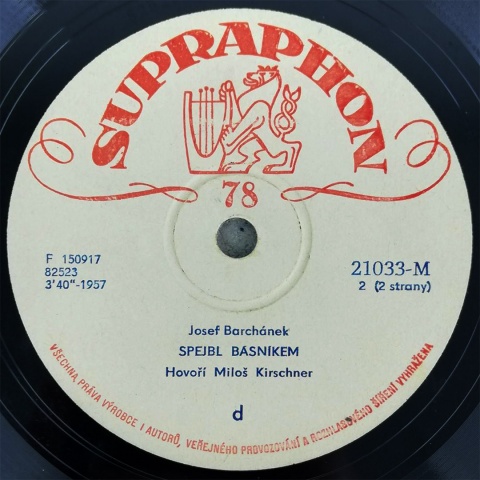 SUPRAPHON
78
F 150917
82523
3'40"-1957
21033-M
2 (2 strany)
Josef Barchánek
SPEJBL BÁSNÍKEM
Hovoří Miloš Kirschner
d
VŠECHNA PRÁVA VÝROBCE I AUTORŮ, VEŘEJNÉHO PROVOZOVÁNÍ A ROZHLASOVÉHO ŠÍŘENÍ VYHRAŽENA